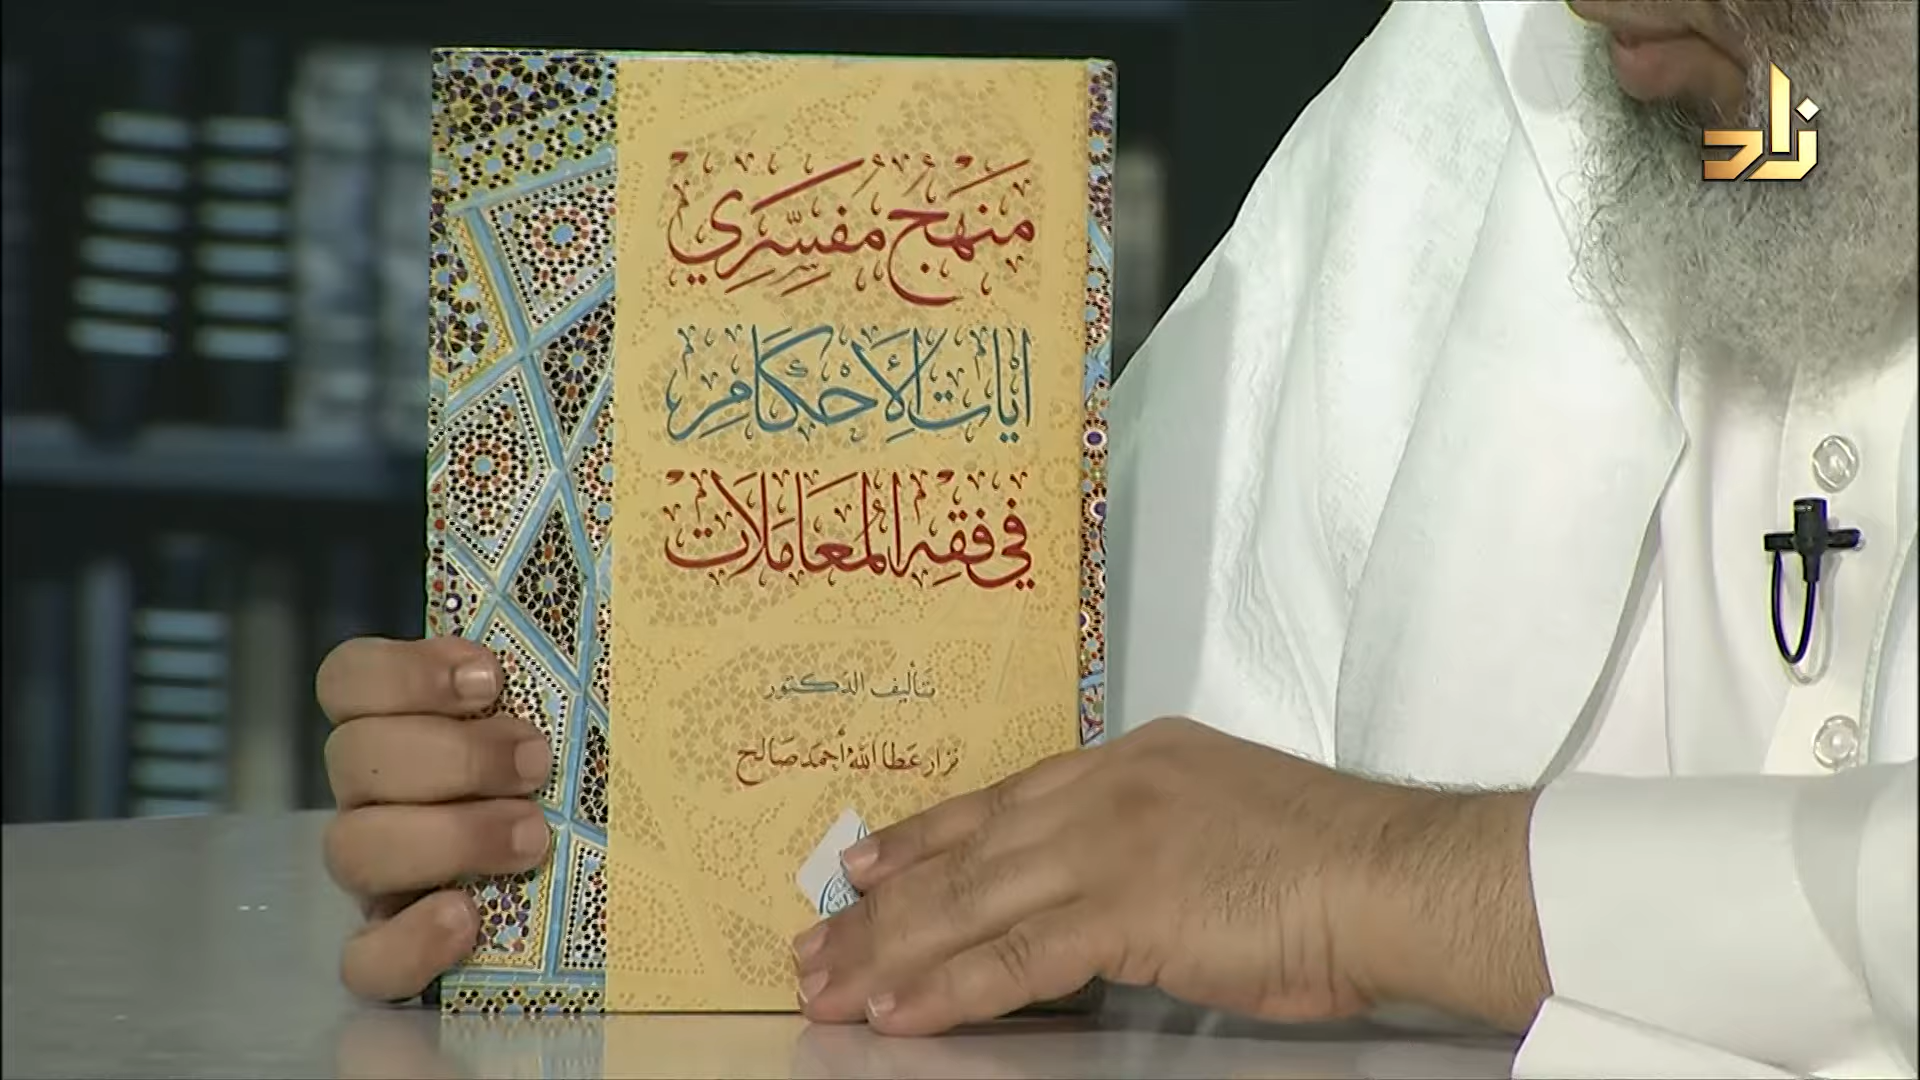 زاد
منهج مفسري
آيات الأحكام
في فقه المعاملات
تأليف الدكتور
نزار عطا الله أحمد صالح